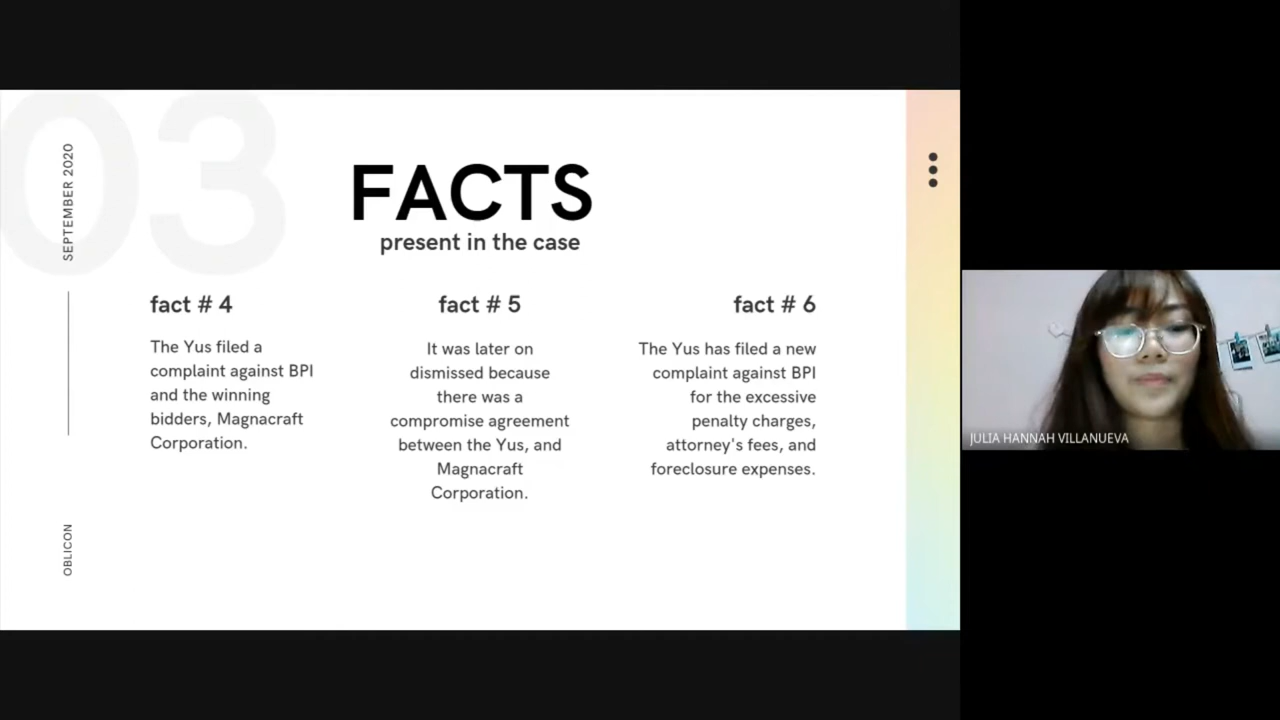 03
SEPTEMBER 2020
FACTS
present in the case
fact # 4
The Yus filed a
complaint against BPI
and the winning
bidders, Magnacraft
Corporation.
fact # 5
It was later on
dismissed because
there was a
compromise agreement
between the Yus, and
Magnacraft
Corporation.
fact # 6
The Yus has filed a new
complaint against BPI
for the excessive
penalty charges,
attorney's fees, and
foreclosure expenses.
OBLICON
JULIA HANNAH VILLANUEVA